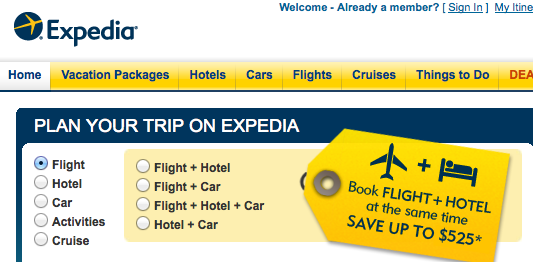 Welcome - Already a member? [ Sign In ] My Itine
Expedia®
Home Vacation Packages Hotels Cars Flights Cruises Things to Do DEA
PLAN YOUR TRIP ON EXPEDIA
Flight
Hotel
Car
Activities
Cruise
Flight + Hotel
Flight + Car
Flight + Hotel + Car
Hotel + Car
+
Book FLIGHT + HOTEL
at the same time
SAVE UP TO $525*